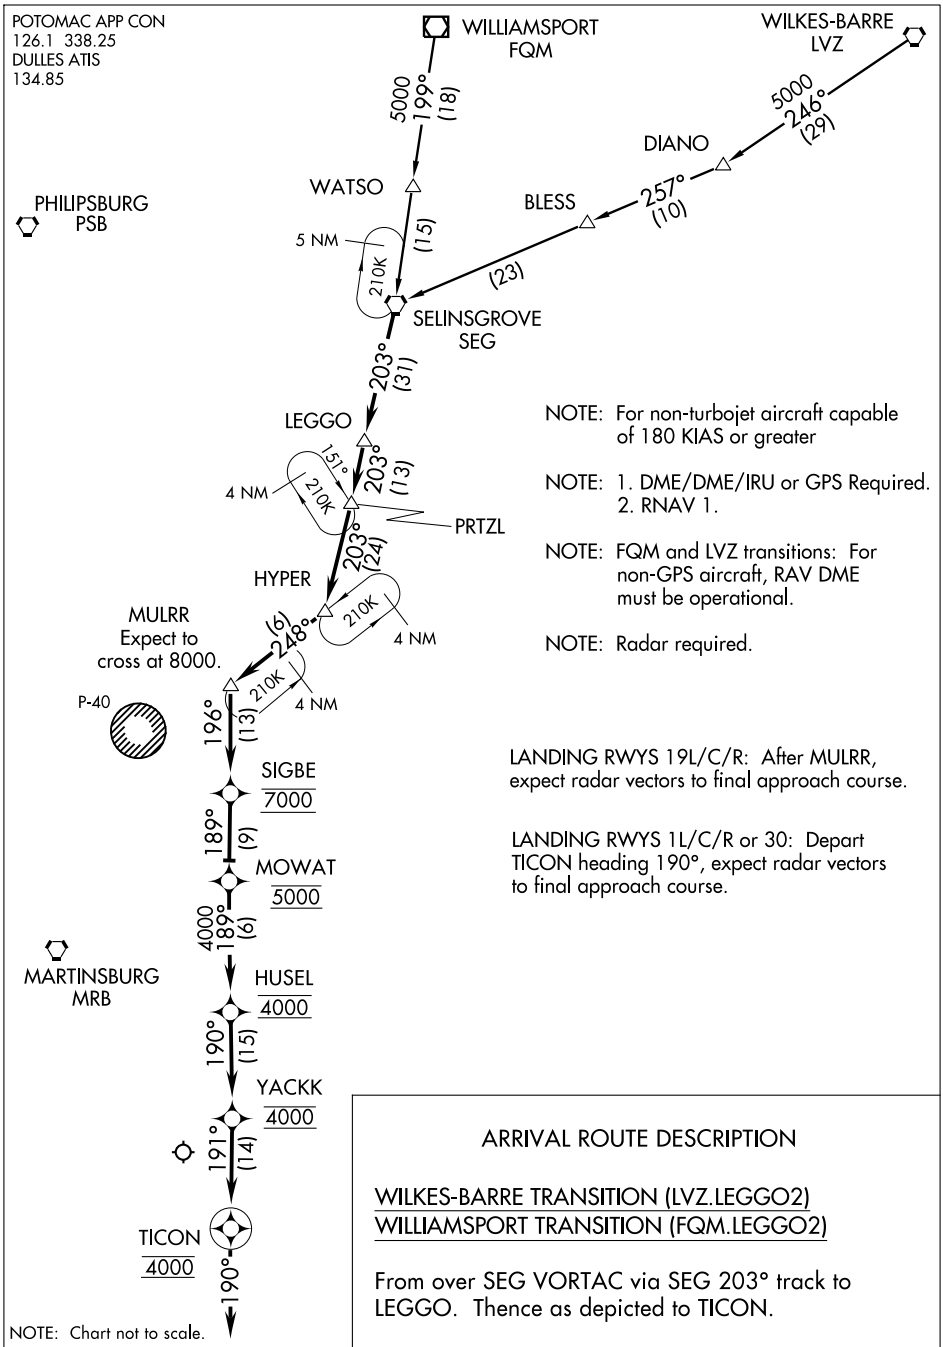 POTOMAC APP CON
126.1 338.25
DULLES ATIS
134.85
WILLIAMSPORT
FQM
WILKES-BARRE
LVZ
5000
199°
(18)
5000
246°
(29)
DIANO
WATSO
257°
(10)
BLESS
PHILIPSBURG
PSB
5 NM
(15)
210K
(23)
SELINSGROVE
SEG
203°
(31)
LEGGO
NOTE: For non-turbojet aircraft capable
of 180 KIAS or greater
151°
203°
(13)
4 NM
210K
NOTE: 1. DME/DME/IRU or GPS Required.
2. RNAV 1.
PRTZL
203°
(24)
NOTE: FQM and LVZ transitions: For
non-GPS aircraft, RAV DME
must be operational.
HYPER
210K
4 NM
NOTE: Radar required.
(6)
248°
MULRR
Expect to
cross at 8000.
210K
4 NM
P-40
196°
(13)
LANDING RWYS 19L/C/R: After MULRR,
expect radar vectors to final approach course.
SIGBE
7000
189°
(9)
LANDING RWYS 1L/C/R or 30: Depart
TICON heading 190°, expect radar vectors
to final approach course.
MOWAT
5000
4000
189°
(6)
MARTINSBURG
MRB
HUSEL
4000
190°
(15)
YACKK
4000
191°
(14)
TICON
4000
190°
NOTE: Chart not to scale.
ARRIVAL ROUTE DESCRIPTION
WILKES-BARRE TRANSITION (LVZ.LEGGO2)
WILLIAMSPORT TRANSITION (FQM.LEGGO2)
From over SEG VORTAC via SEG 203° track to
LEGGO. Thence as depicted to TICON.